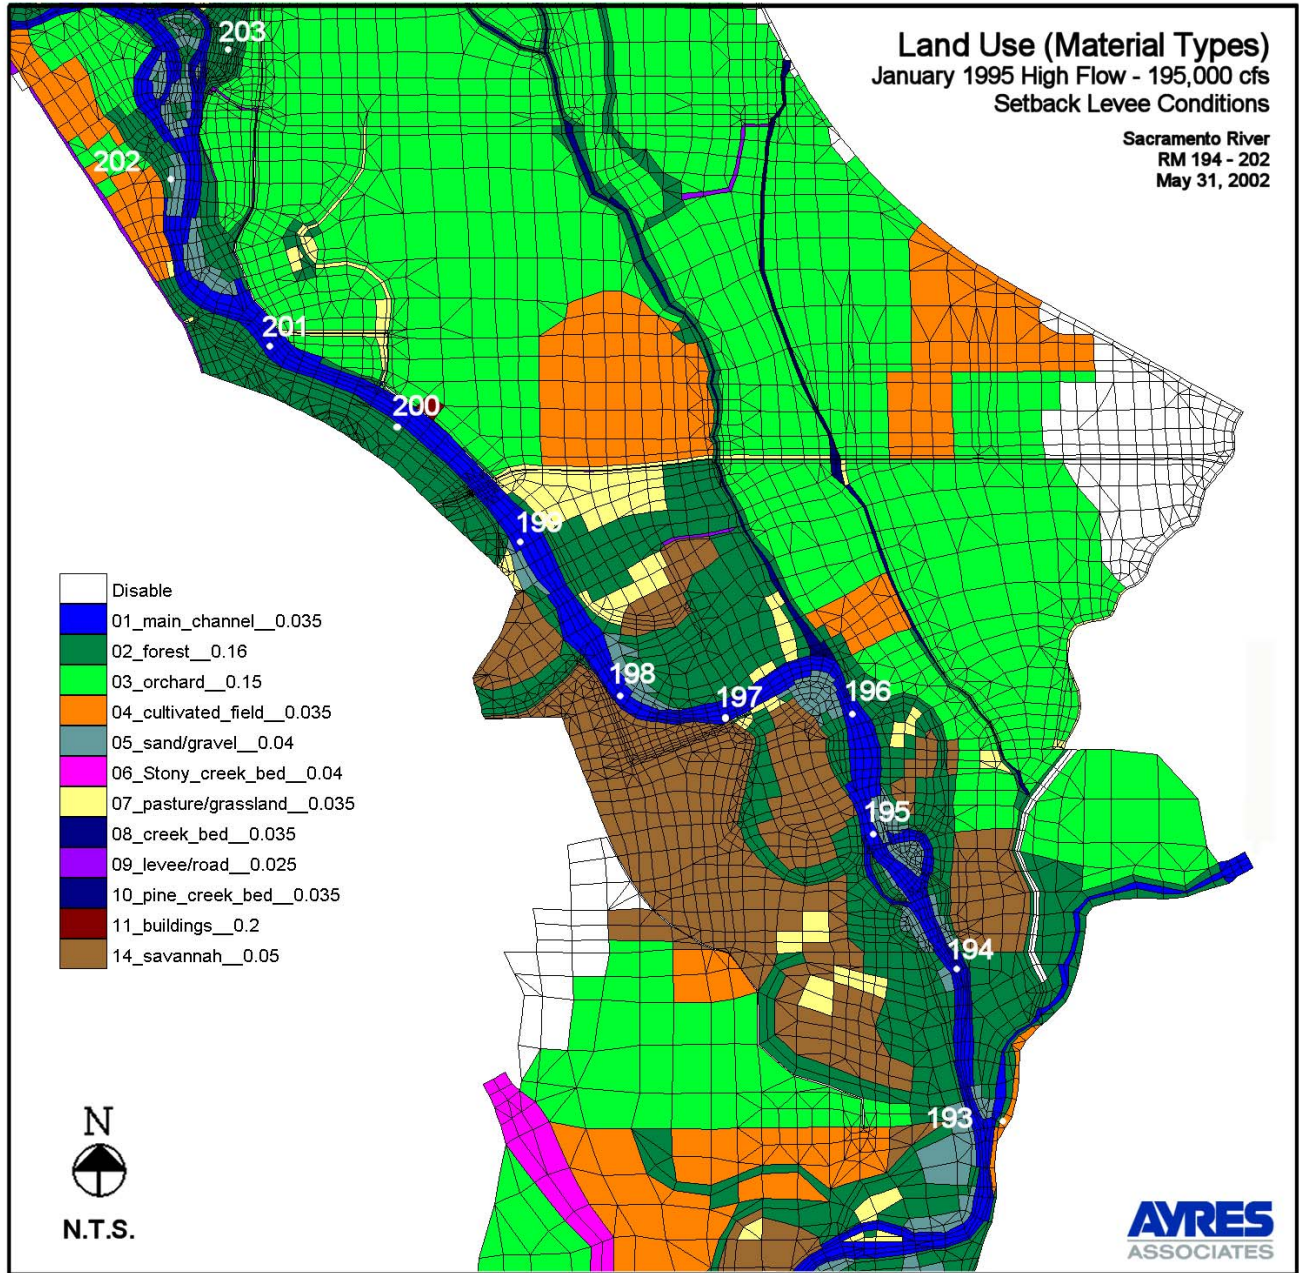 Land Use (Material Types)
January 1995 High Flow - 195,000 cfs
Setback Levee Conditions
Sacramento River
RM 194 - 202
May 31, 2002
203
202
201
200
199
198
197
196
195
194
193
Disable
01_main_channel__0.035
02_forest__0.16
03_orchard__0.15
04_cultivated_field__0.035
05_sand/gravel__0.04
06_Stony_creek_bed__0.04
07_pasture/grassland__0.035
08_creek_bed__0.035
09_levee/road__0.025
10_pine_creek_bed__0.035
11_buildings__0.2
14_savannah__0.05
N
N.T.S.
AYRES
ASSOCIATES